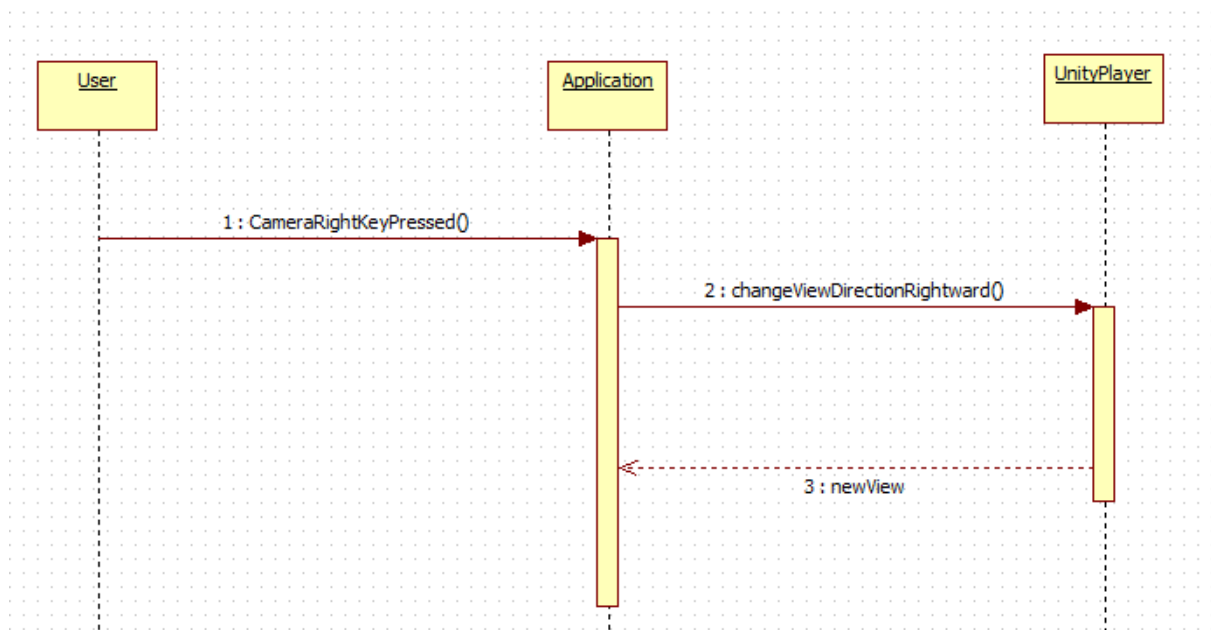 User
Application
UnityPlayer
1 : CameraRightKeyPressed()
2 : changeViewDirectionRightward()
3 : newView